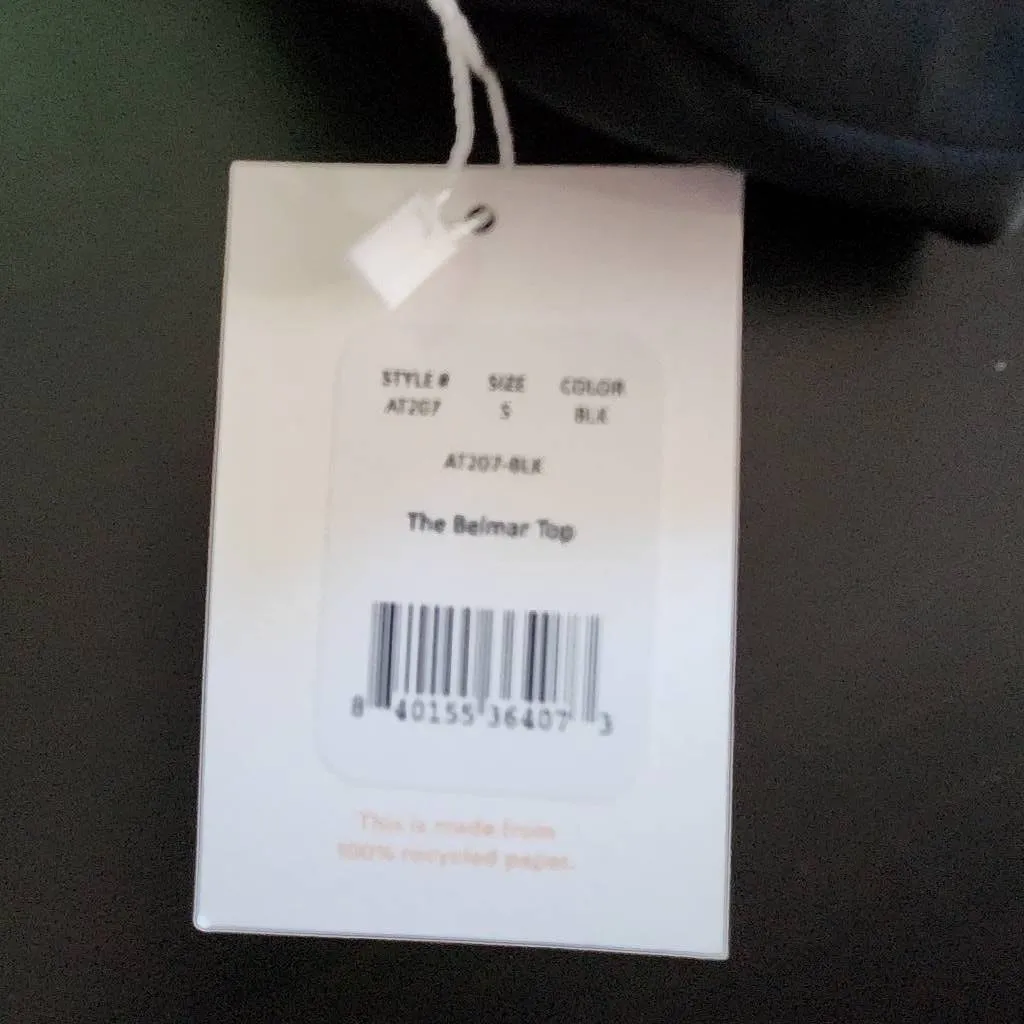 STYLE # SIZE COLOR
AT207 S BLK
AT207-BLK
The Belmar Top
8 40155 36407 3
This is made from
100% recycled paper.